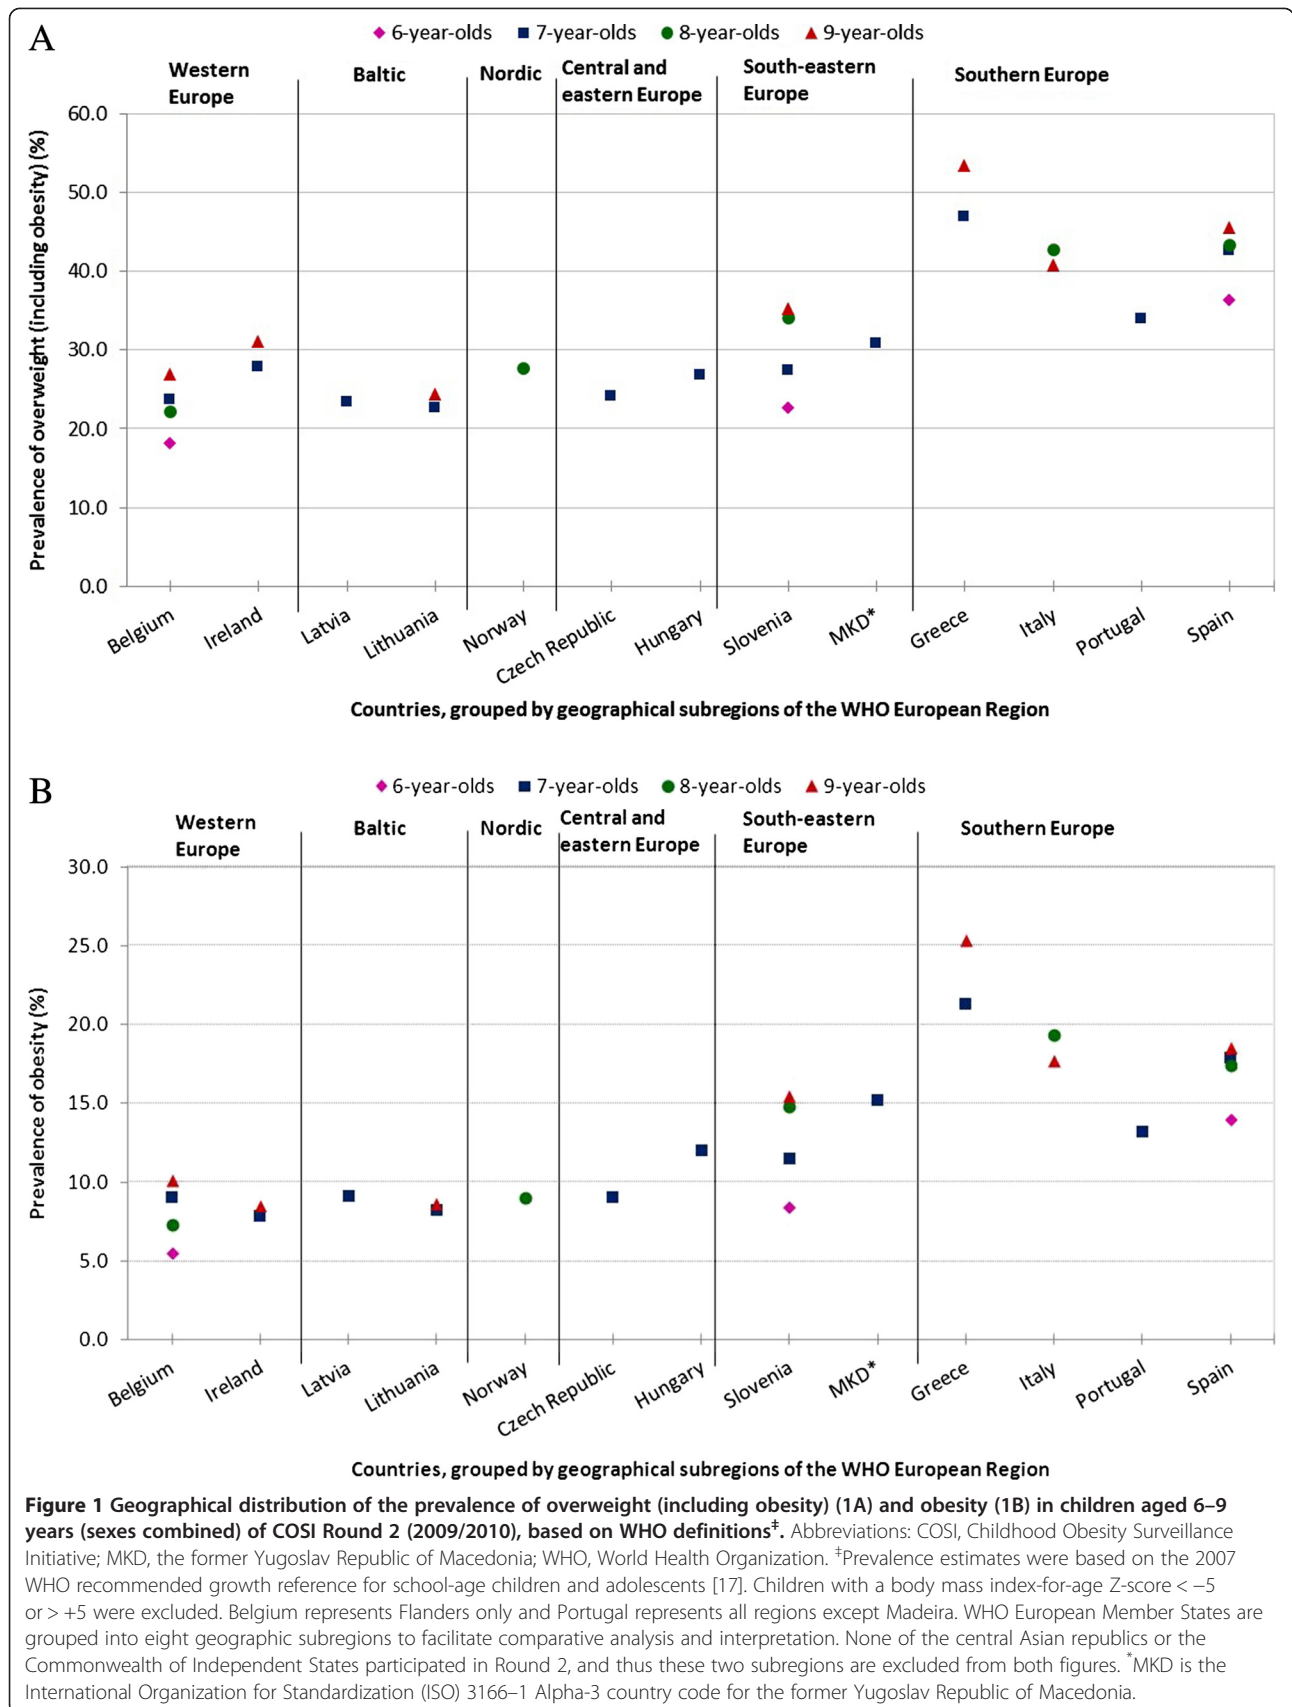 A
6-year-olds 7-year-olds 8-year-olds 9-year-olds
Western Europe
Baltic
Nordic
Central and eastern Europe
South-eastern Europe
Southern Europe
Prevalence of overweight (including obesity) (%)
60.0
50.0
40.0
30.0
20.0
10.0
0.0
Belgium
Ireland
Latvia
Lithuania
Norway
Czech Republic
Hungary
Slovenia
MKD*
Greece
Italy
Portugal
Spain
Countries, grouped by geographical subregions of the WHO European Region
B
6-year-olds 7-year-olds 8-year-olds 9-year-olds
Western Europe
Baltic
Nordic
Central and eastern Europe
South-eastern Europe
Southern Europe
Prevalence of obesity (%)
30.0
25.0
20.0
15.0
10.0
5.0
0.0
Belgium
Ireland
Latvia
Lithuania
Norway
Czech Republic
Hungary
Slovenia
MKD*
Greece
Italy
Portugal
Spain
Countries, grouped by geographical subregions of the WHO European Region
Figure 1 Geographical distribution of the prevalence of overweight (including obesity) (1A) and obesity (1B) in children aged 6–9
years (sexes combined) of COSI Round 2 (2009/2010), based on WHO definitions‡. Abbreviations: COSI, Childhood Obesity Surveillance
Initiative; MKD, the former Yugoslav Republic of Macedonia; WHO, World Health Organization. ‡Prevalence estimates were based on the 2007
WHO recommended growth reference for school-age children and adolescents [17]. Children with a body mass index-for-age Z-score < −5
or > +5 were excluded. Belgium represents Flanders only and Portugal represents all regions except Madeira. WHO European Member States are
grouped into eight geographic subregions to facilitate comparative analysis and interpretation. None of the central Asian republics or the
Commonwealth of Independent States participated in Round 2, and thus these two subregions are excluded from both figures. *MKD is the
International Organization for Standardization (ISO) 3166–1 Alpha-3 country code for the former Yugoslav Republic of Macedonia.